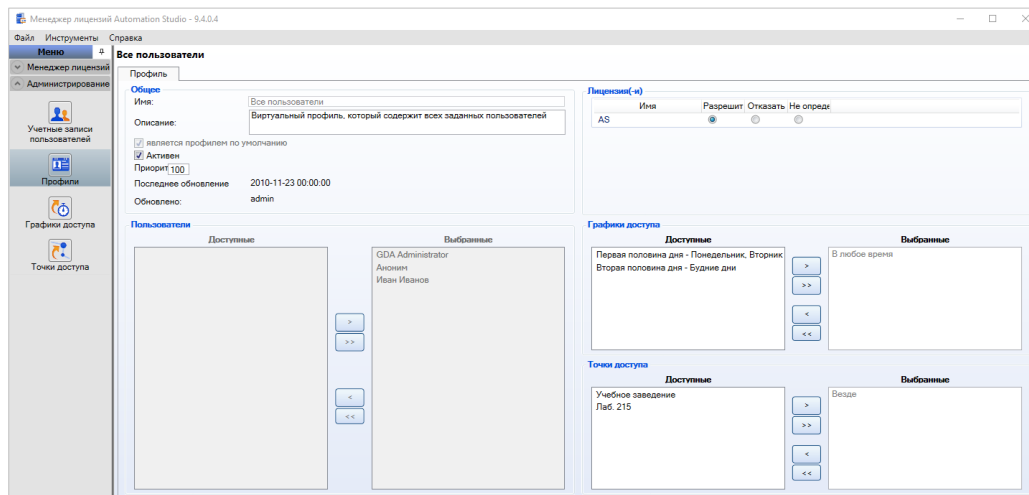 Менеджер лицензий Automation Studio - 9.4.0.4
Файл Инструменты Справка
Меню
Менеджер лицензий
Администрирование
Учетные записи
пользователей
Профили
Графики доступа
Точки доступа
Все пользователи
Профиль
Общее
Имя: Все пользователи
Описание: Виртуальный профиль, который содержит всех заданных пользователей
является профилем по умолчанию
Активен
Приорит 100
Последнее обновление 2010-11-23 00:00:00
Обновлено: admin
Лицензия(-и)
Имя Разрешит Отказать Не опреде
AS
Пользователи
Доступные Выбранные
GDA Administrator
Аноним
Иван Иванов
>
>>
<
<<
Графики доступа
Доступные Выбранные
Первая половина дня - Понедельник, Вторник
Вторая половина дня - Будние дни
>
>>
<
<<
В любое время
Точки доступа
Доступные Выбранные
Учебное заведение
Лаб. 215
>
>>
<
<<
Везде